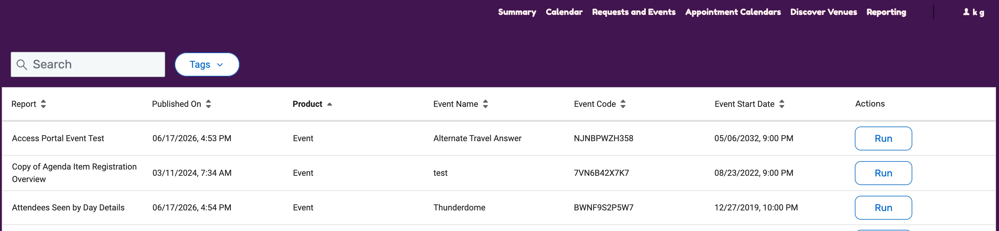 Summary Calendar Requests and Events Appointment Calendars Discover Venues Reporting k g
Search Tags
Report Published On Product Event Name Event Code Event Start Date Actions
Access Portal Event Test 06/17/2026, 4:53 PM Event Alternate Travel Answer NJNBPWZH358 05/06/2032, 9:00 PM Run
Copy of Agenda Item Registration
Overview 03/11/2024, 7:34 AM Event test 7VN6B42X7K7 08/23/2022, 9:00 PM Run
Attendees Seen by Day Details 06/17/2026, 4:54 PM Event Thunderdome BWNF9S2P5W7 12/27/2019, 10:00 PM Run